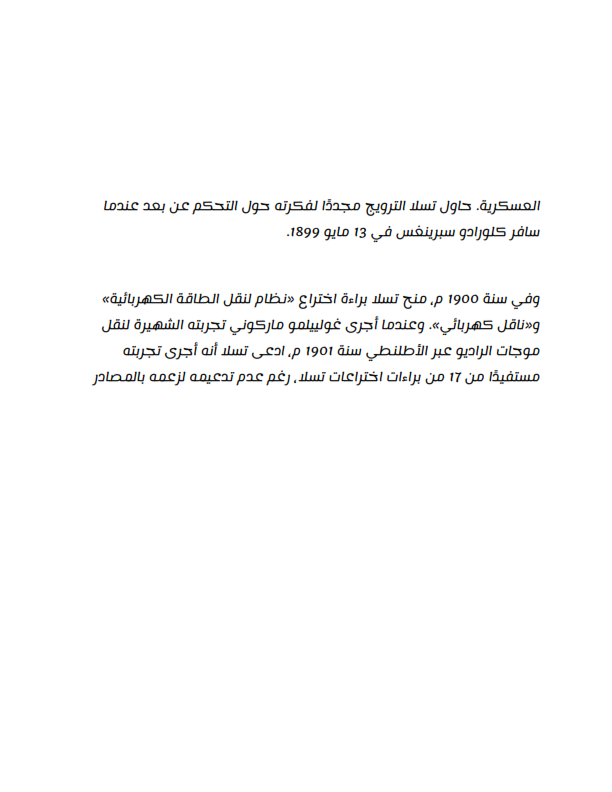 العسكرية. حاول تسلا الترويج مجددًا لفكرته حول التحكم عن بعد عندما
سافر كلورادو سبرينغس في 13 مايو 1899.
وفي سنة 1900 م، منح تسلا براءة اختراع «نظام لنقل الطاقة الكهربائية»
و«ناقل كهربائي». وعندما أجرى غولييلمو ماركوني تجربته الشهيرة لنقل
موجات الراديو عبر الأطلنطي سنة 1901 م، ادعى تسلا أنه أجرى تجربته
مستفيدًا من 17 من براءات اختراعات تسلا، رغم عدم تدعيمه لزعمه بالمصادر